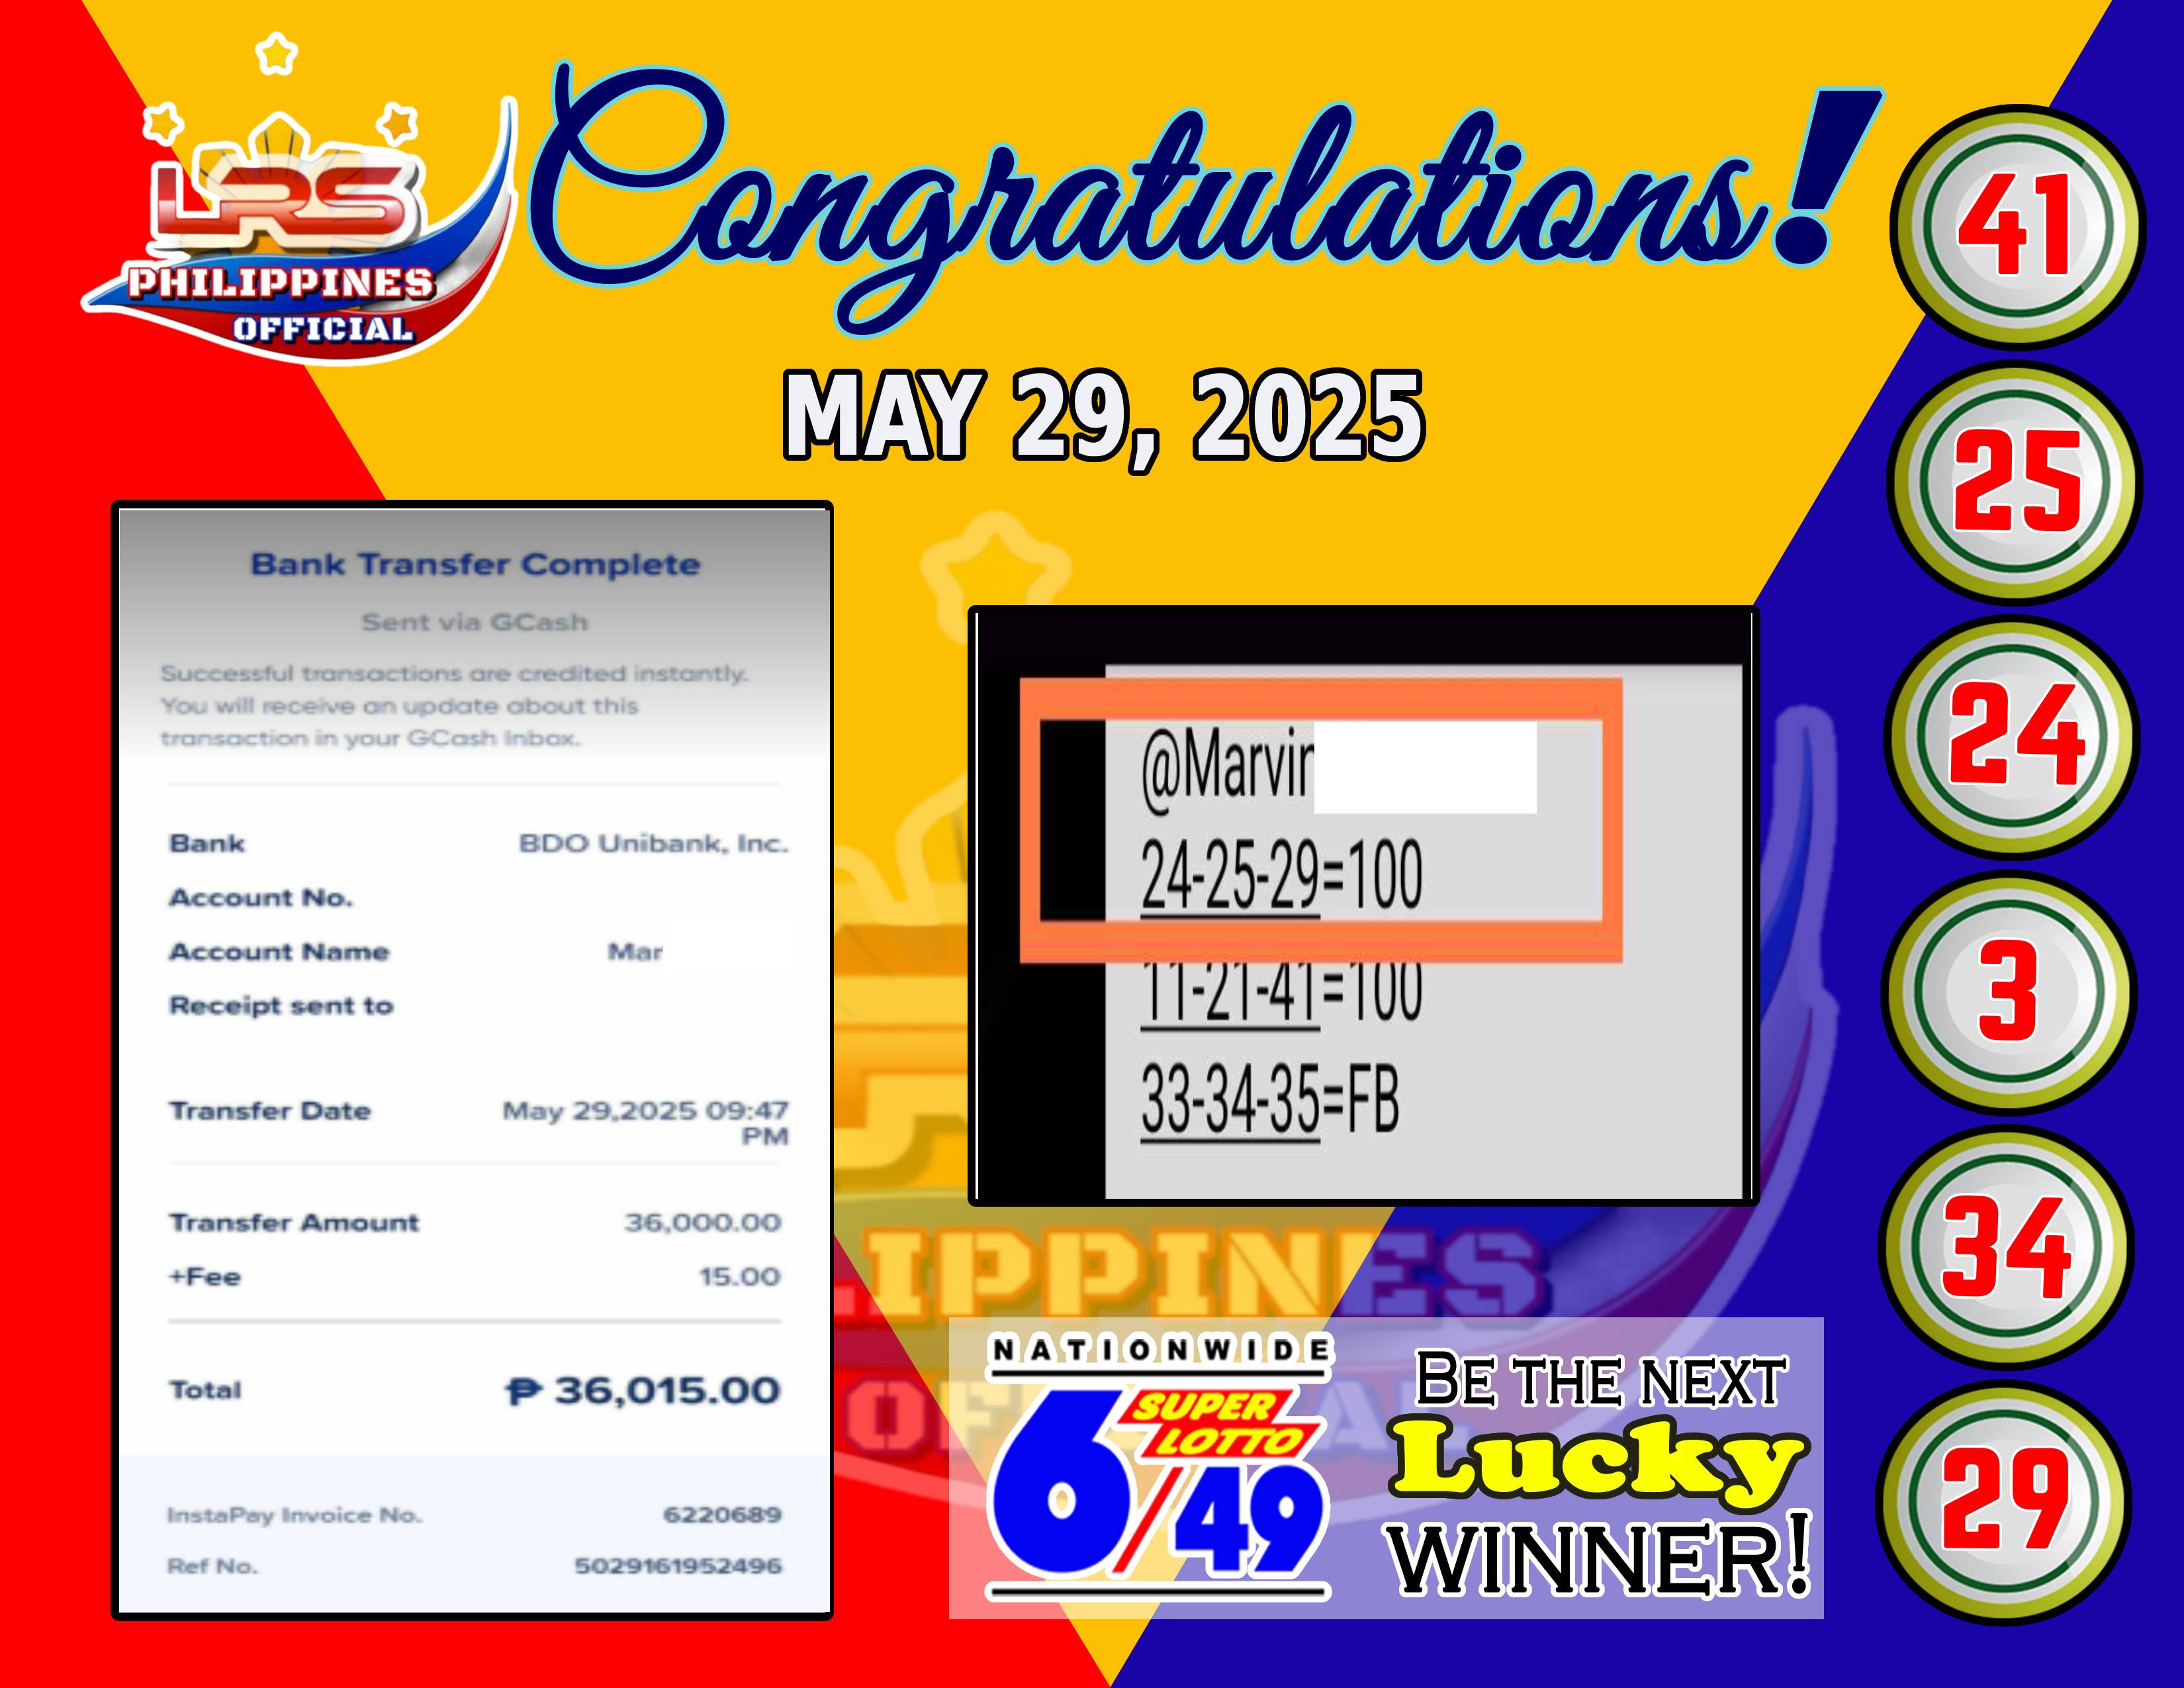 LRS
PHILIPPINES
OFFICIAL
Congratulations!
MAY 29, 2025
Bank Transfer Complete
Sent via GCash
Successful transactions are credited instantly.
You will receive an update about this
transaction in your GCash Inbox.
Bank BDO Unibank, Inc.
Account No.
Account Name Mar
Receipt sent to
Transfer Date May 29,2025 09:47
PM
Transfer Amount 36,000.00
+Fee 15.00
Total ₱ 36,015.00
InstaPay Invoice No. 6220689
Ref No. 5029161952496
@Marvin
24-25-29=100
11-21-41=100
33-34-35=FB
LIPPINES
NATIONWIDE
SUPER
LOTTO
6/49
BE THE NEXT
Lucky
WINNER!
41
25
24
3
34
29